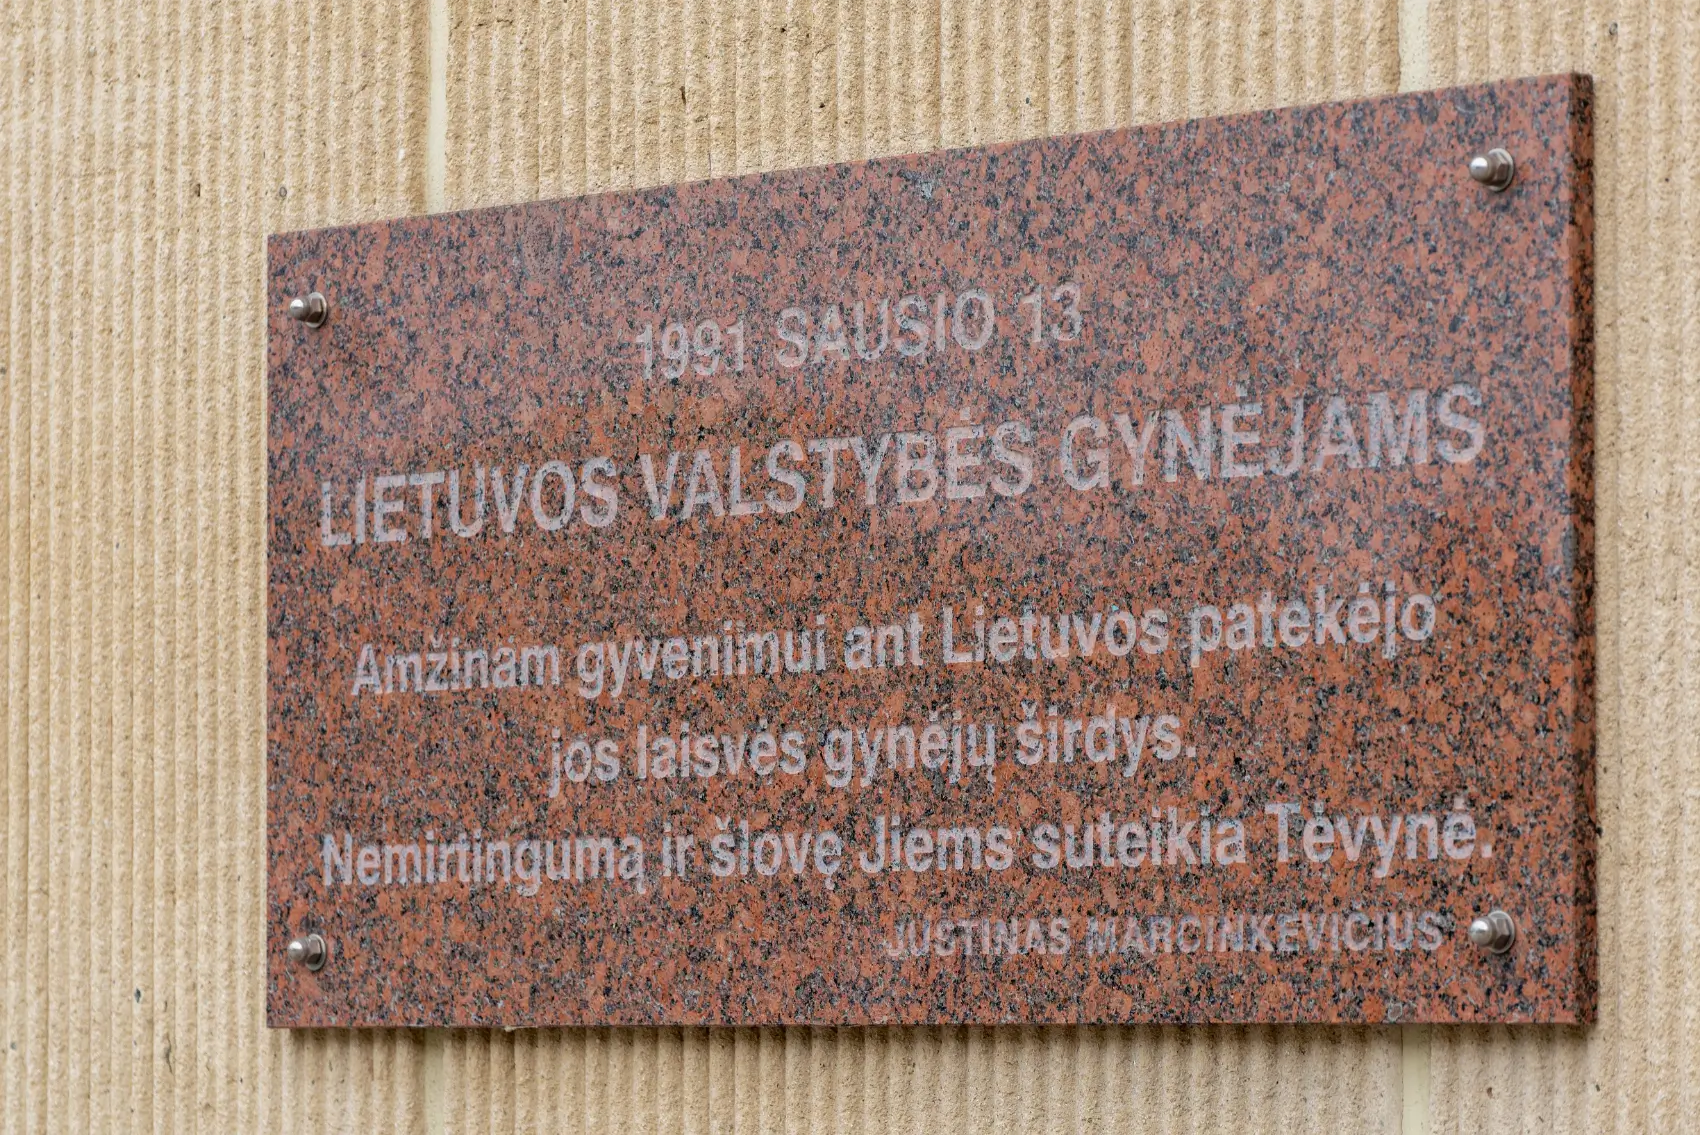 1991 SAUSIO 13
LIETUVOS VALSTYBĖS GYNĖJAMS
Amžinam gyvenimui ant Lietuvos patekėjo
jos laisvės gynėjų širdys.
Nemirtingumą ir šlovę Jiems suteikia Tėvynė.
JUSTINAS MARCINKEVIČIUS